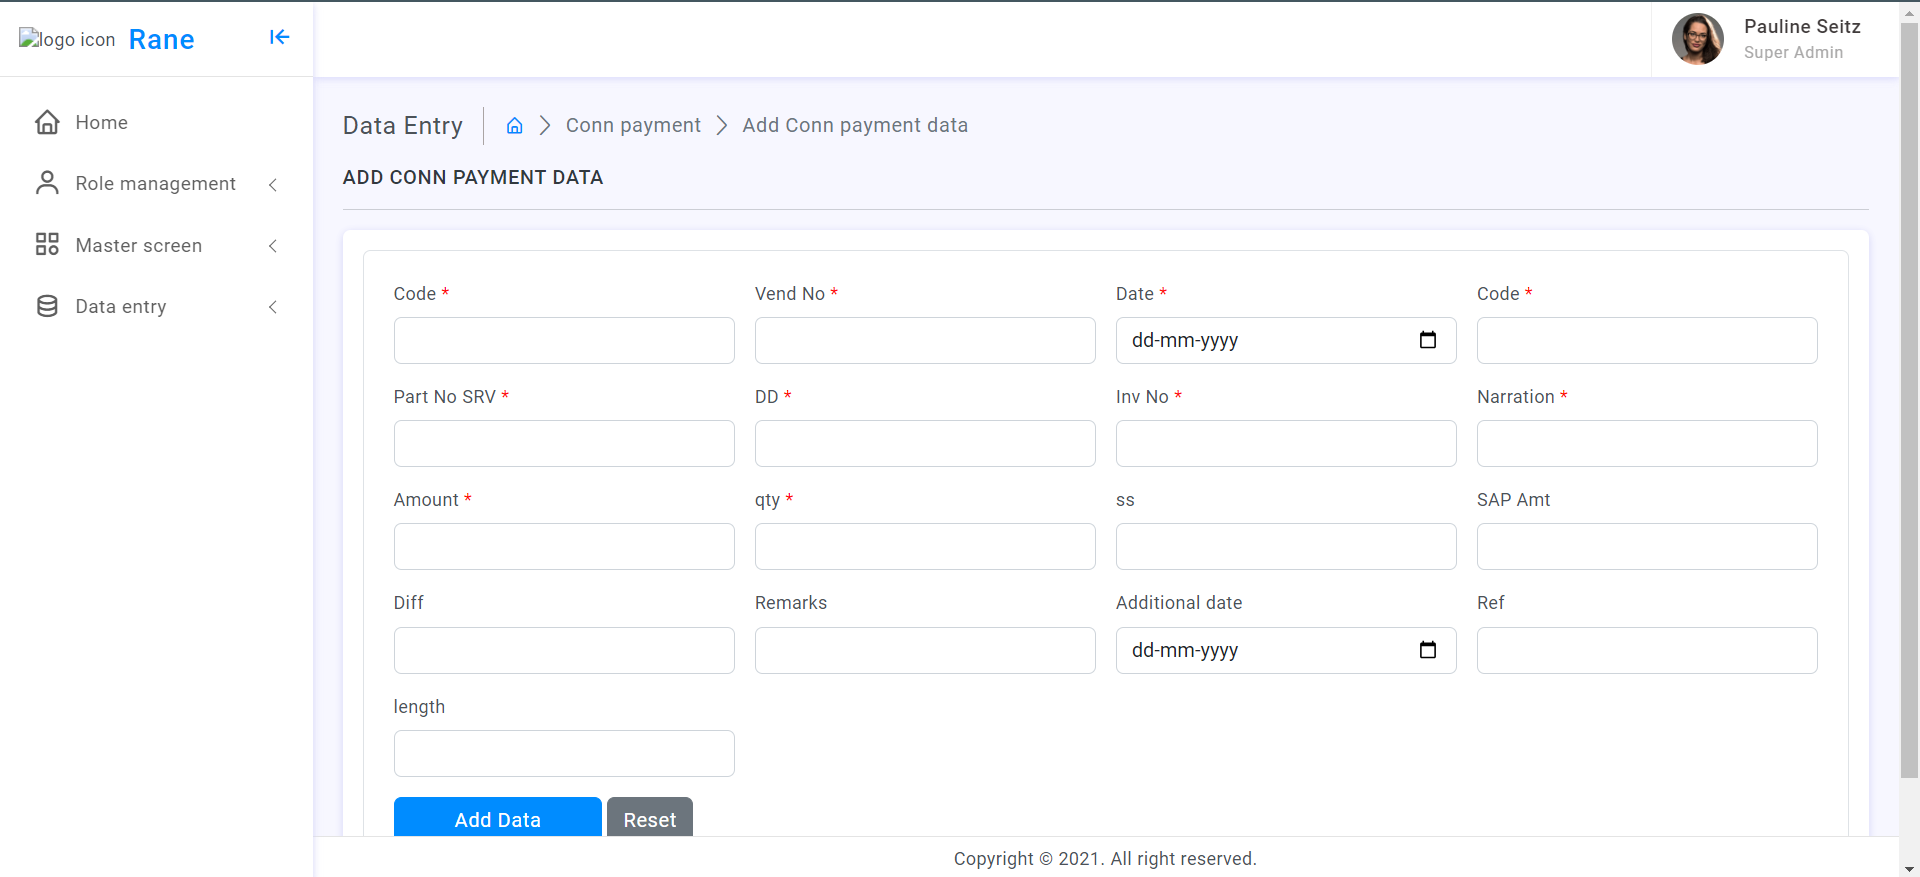 logo icon Rane
Pauline Seitz
Super Admin
Home
Role management
Master screen
Data entry
Data Entry Conn payment Add Conn payment data
ADD CONN PAYMENT DATA
Code * Vend No * Date * Code *
dd-mm-yyyy
Part No SRV * DD * Inv No * Narration *
Amount * qty * ss SAP Amt
Diff Remarks Additional date Ref
dd-mm-yyyy
length
Add Data Reset
Copyright © 2021. All right reserved.